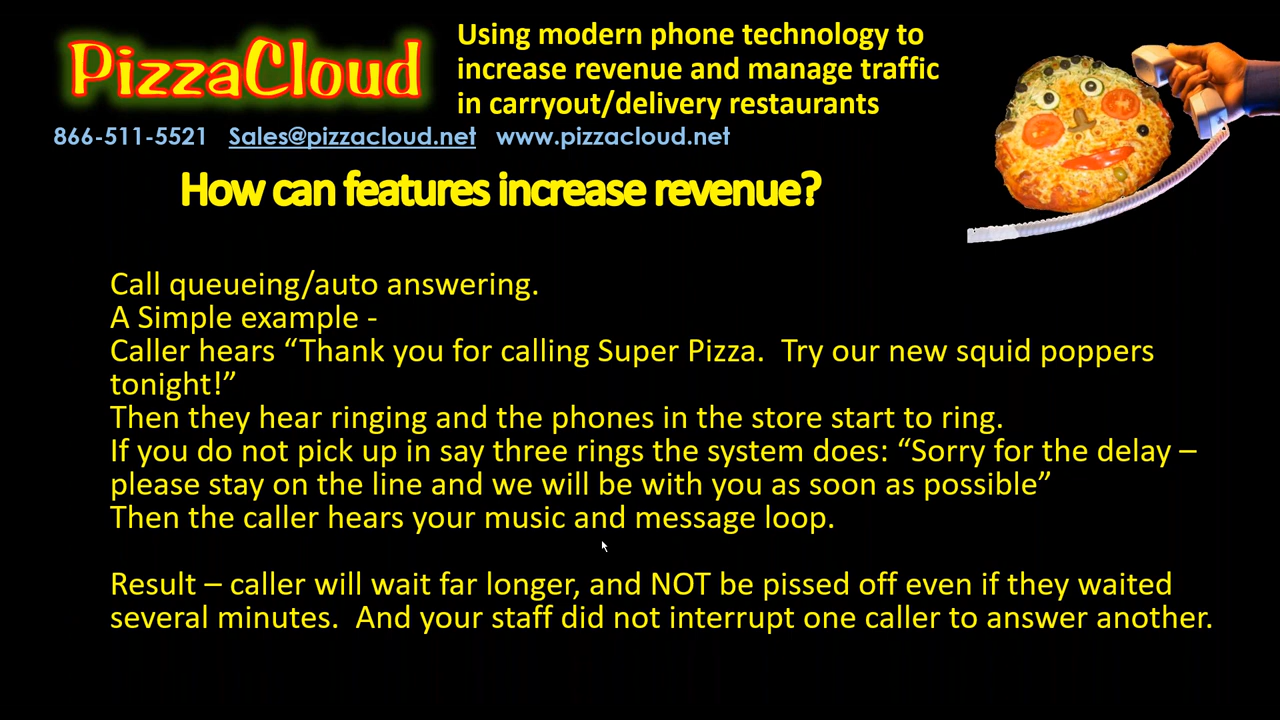 PizzaCloud
Using modern phone technology to
increase revenue and manage traffic
in carryout/delivery restaurants
866-511-5521 Sales@pizzacloud.net www.pizzacloud.net
How can features increase revenue?
Call queueing/auto answering.
A Simple example -
Caller hears “Thank you for calling Super Pizza.  Try our new squid poppers
tonight!”
Then they hear ringing and the phones in the store start to ring.
If you do not pick up in say three rings the system does: “Sorry for the delay –
please stay on the line and we will be with you as soon as possible”
Then the caller hears your music and message loop.
Result – caller will wait far longer, and NOT be pissed off even if they waited
several minutes.  And your staff did not interrupt one caller to answer another.